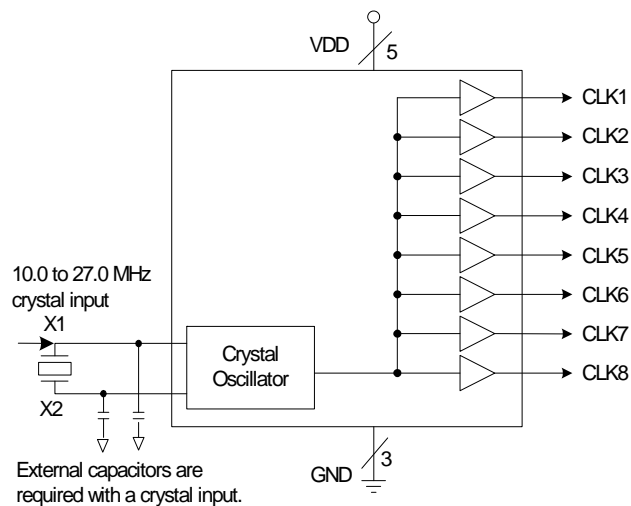 VDD
5
CLK1
CLK2
CLK3
CLK4
CLK5
CLK6
CLK7
CLK8
10.0 to 27.0 MHz
crystal input
X1
X2
Crystal
Oscillator
GND
3
External capacitors are
required with a crystal input.